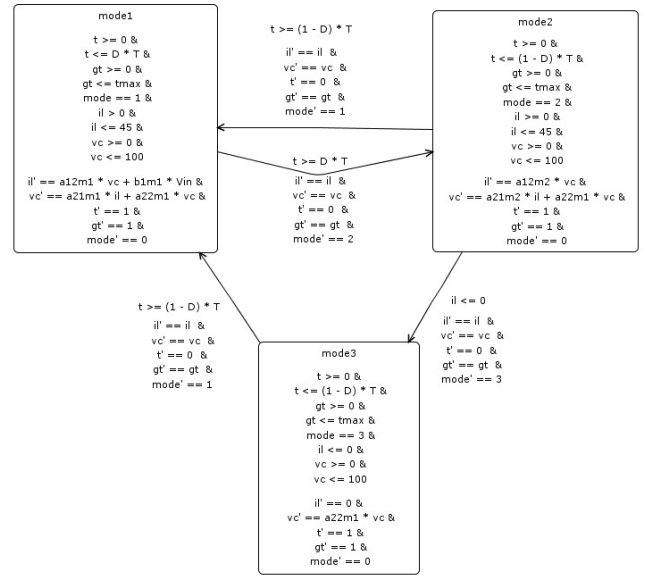 mode1
t >= 0 &
t <= D * T &
gt >= 0 &
gt <= tmax &
mode == 1 &
il > 0 &
il <= 45 &
vc >= 0 &
vc <= 100
il' == a12m1 * vc + b1m1 * Vin &
vc' == a21m1 * il + a22m1 * vc &
t' == 1 &
gt' == 1 &
mode' == 0
t >= (1 - D) * T
il' == il &
vc' == vc &
t' == 0 &
gt' == gt &
mode' == 1
t >= D * T
il' == il &
vc' == vc &
t' == 0 &
gt' == gt &
mode' == 2
mode2
t >= 0 &
t <= (1 - D) * T &
gt >= 0 &
gt <= tmax &
mode == 2 &
il >= 0 &
il <= 45 &
vc >= 0 &
vc <= 100
il' == a12m2 * vc &
vc' == a21m2 * il + a22m1 * vc &
t' == 1 &
gt' == 1 &
mode' == 0
t >= (1 - D) * T
il' == il &
vc' == vc &
t' == 0 &
gt' == gt &
mode' == 1
il <= 0
il' == il &
vc' == vc &
t' == 0 &
gt' == gt &
mode' == 3
mode3
t >= 0 &
t <= (1 - D) * T &
gt >= 0 &
gt <= tmax &
mode == 3 &
il <= 0 &
vc >= 0 &
vc <= 100
il' == 0 &
vc' == a22m1 * vc &
t' == 1 &
gt' == 1 &
mode' == 0